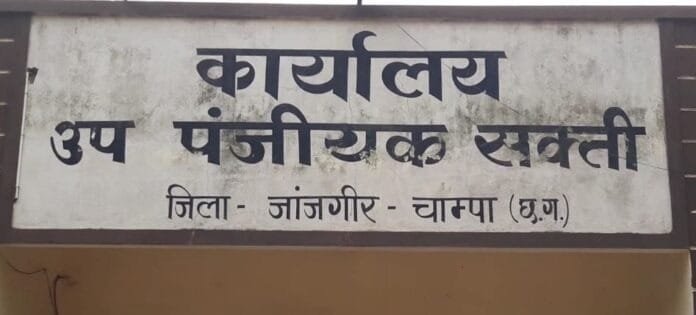 कार्यालय
उप पंजीयक सक्ती
जिला - जांजगीर - चाम्पा (छ.ग.)